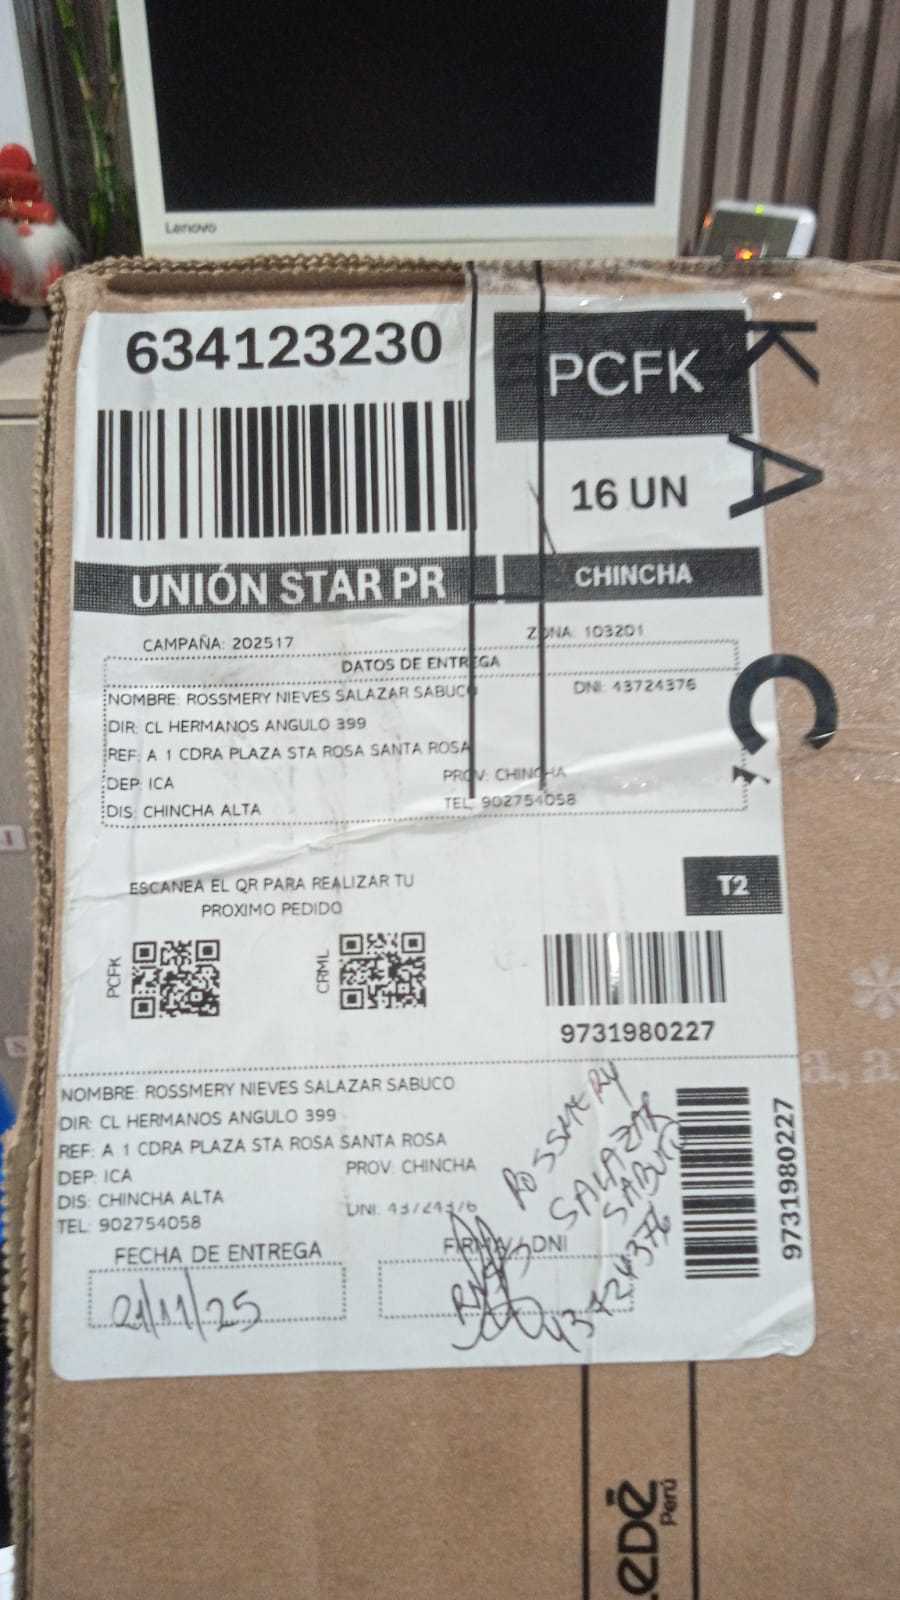 Lenovo
634123230
PCFK
16 UN
UNIÓN STAR PR
CHINCHA
CAMPAÑA: 202517
ZONA: 103201
DATOS DE ENTREGA
NOMBRE: ROSSMERY NIEVES SALAZAR SABUCO
DNI: 43724376
DIR: CL HERMANOS ANGULO 399
REF: A 1 CDRA PLAZA STA ROSA SANTA ROSA
DEP: ICA
PROV: CHINCHA
DIS: CHINCHA ALTA
TEL: 902754058
ESCANEA EL QR PARA REALIZAR TU
PROXIMO PEDIDO
T2
PCFK
CRML
9731980227
NOMBRE: ROSSMERY NIEVES SALAZAR SABUCO
DIR: CL HERMANOS ANGULO 399
REF: A 1 CDRA PLAZA STA ROSA SANTA ROSA
DEP: ICA
PROV: CHINCHA
DIS: CHINCHA ALTA
DNI: 43724376
TEL: 902754058
FECHA DE ENTREGA
FIRMA / DNI
21/11/25
ROSSMERY
SALAZAR
SABUCO
43724376
9731980227
Perú